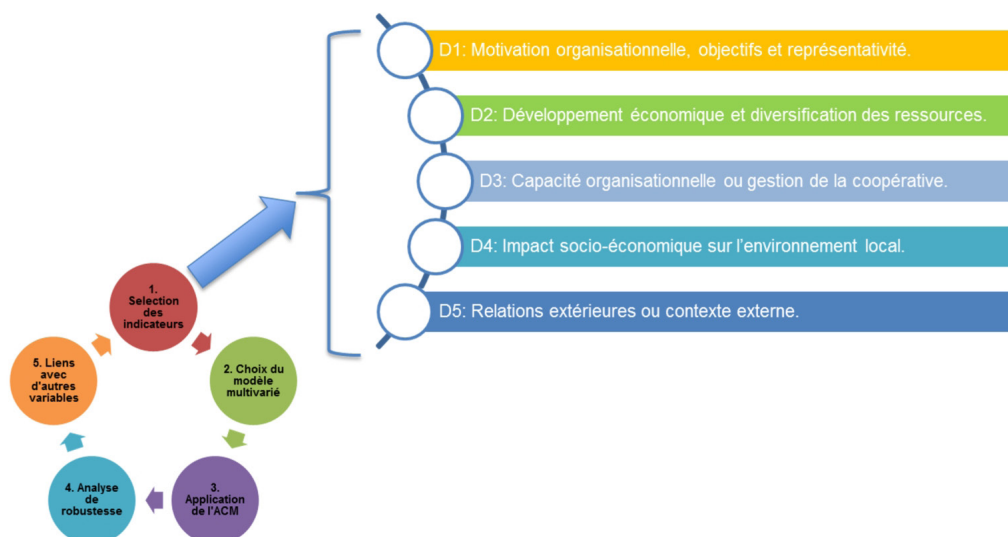 D1: Motivation organisationnelle, objectifs et représentativité.
D2: Développement économique et diversification des ressources.
D3: Capacité organisationnelle ou gestion de la coopérative.
D4: Impact socio-économique sur l'environnement local.
D5: Relations extérieures ou contexte externe.
1.
Selection
des
indicateurs
2. Choix du
modèle
multivarié
3.
Application
de l'ACM
4. Analyse
de
robustesse
5. Liens
avec
d'autres
variables